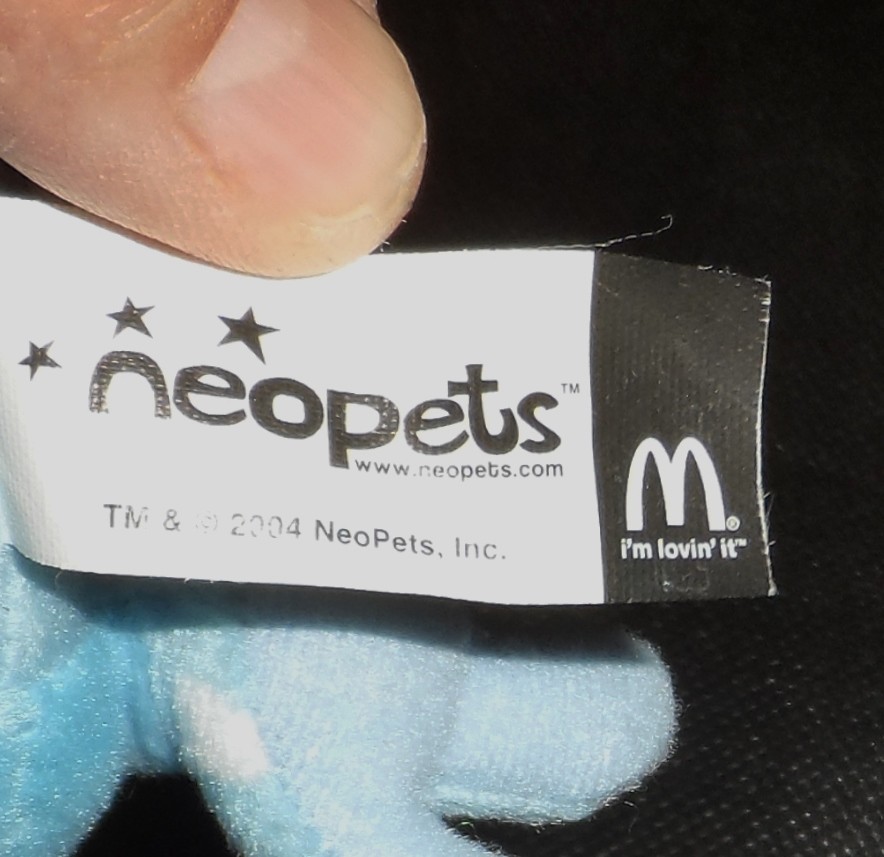 neopets™
www.neopets.com
TM & © 2004 NeoPets, Inc.
M®
i'm lovin' it™